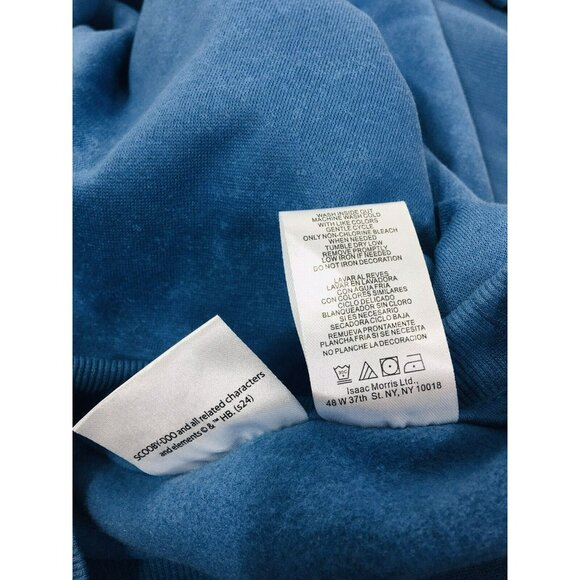 WASH INSIDE OUT
MACHINE WASH COLD
WITH LIKE COLORS
GENTLE CYCLE
ONLY NON-CHLORINE BLEACH
WHEN NEEDED
TUMBLE DRY LOW
REMOVE PROMPTLY
LOW IRON IF NEEDED
DO NOT IRON DECORATION
LAVAR AL REVES
LAVAR EN LAVADORA
CON AGUA FRIA
CON COLORES SIMILARES
CICLO DELICADO
BLANQUEADOR SIN CLORO
SI ES NECESARIO
SECADORA CICLO BAJA
REMUEVA PRONTAMENTE
PLANCHA FRIA SI SE NECESITA
NO PLANCHE LA DECORACION
Isaac Morris Ltd.,
48 W 37th St. NY, NY 10018
SCOOBY-DOO and all related characters
and elements © & ™ HB. (s24)